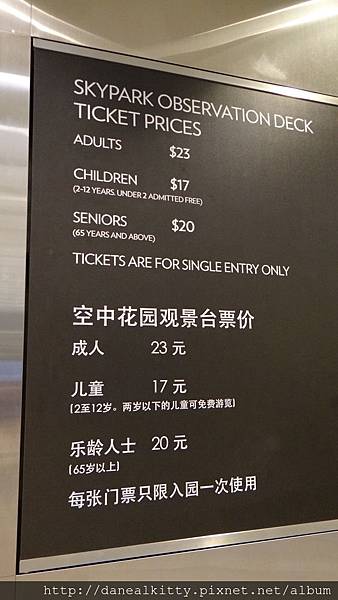 SKYPARK OBSERVATION DECK
TICKET PRICES
ADULTS $23
CHILDREN $17
(2-12 YEARS. UNDER 2 ADMITTED FREE)
SENIORS $20
(65 YEARS AND ABOVE)
TICKETS ARE FOR SINGLE ENTRY ONLY
空中花园观景台票价
成人 23 元
儿童 17 元
(2至12岁。两岁以下的儿童可免费游览)
乐龄人士 20 元
(65岁以上)
每张门票只限入园一次使用
http://danealkitty.pixnet.net/album